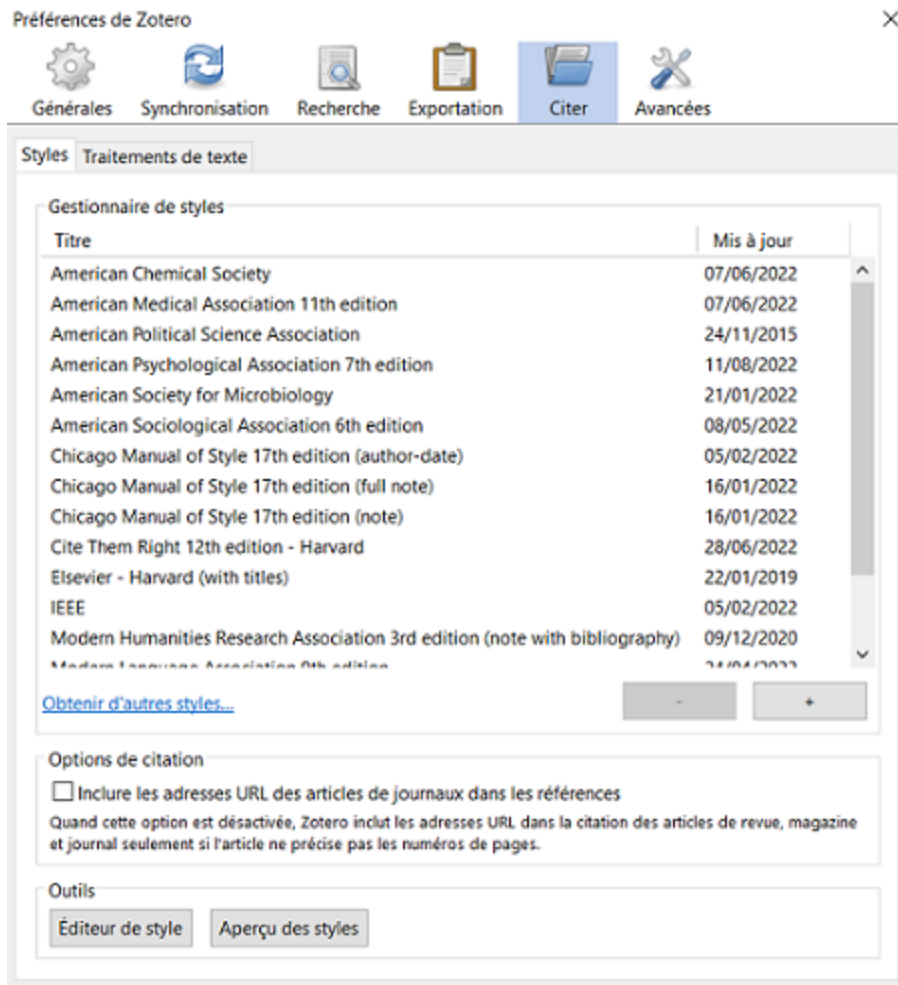 Préférences de Zotero
Générales Synchronisation Recherche Exportation Citer Avancées
Styles Traitements de texte
Gestionnaire de styles
Titre Mis à jour
American Chemical Society 07/06/2022
American Medical Association 11th edition 07/06/2022
American Political Science Association 24/11/2015
American Psychological Association 7th edition 11/08/2022
American Society for Microbiology 21/01/2022
American Sociological Association 6th edition 08/05/2022
Chicago Manual of Style 17th edition (author-date) 05/02/2022
Chicago Manual of Style 17th edition (full note) 16/01/2022
Chicago Manual of Style 17th edition (note) 16/01/2022
Cite Them Right 12th edition - Harvard 28/06/2022
Elsevier - Harvard (with titles) 22/01/2019
IEEE 05/02/2022
Modern Humanities Research Association 3rd edition (note with bibliography) 09/12/2020
Modern Language Association 9th edition
Obtenir d'autres styles... - +
Options de citation
Inclure les adresses URL des articles de journaux dans les références
Quand cette option est désactivée, Zotero inclut les adresses URL dans la citation des articles de revue, magazine
et journal seulement si l'article ne précise pas les numéros de pages.
Outils
Éditeur de style Aperçu des styles